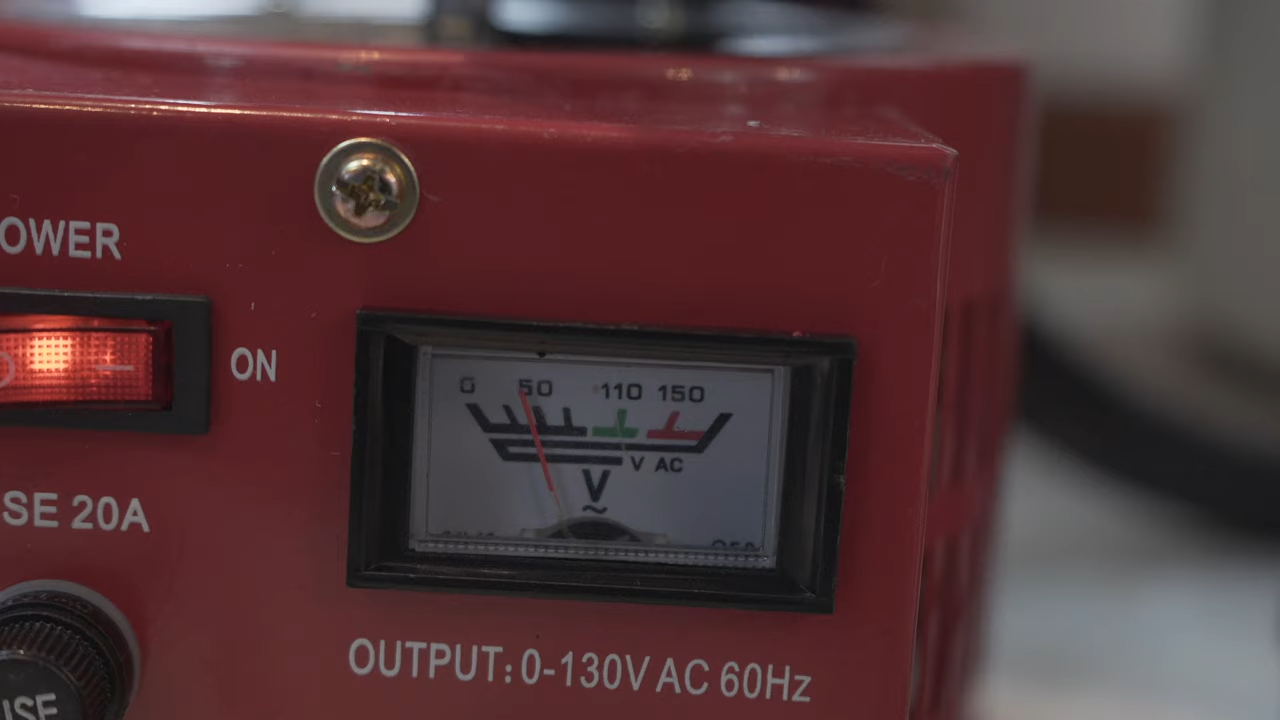 OWER
ON
0 50 110 150
V AC
V
~
SE 20A
USE
OUTPUT: 0-130V AC 60Hz